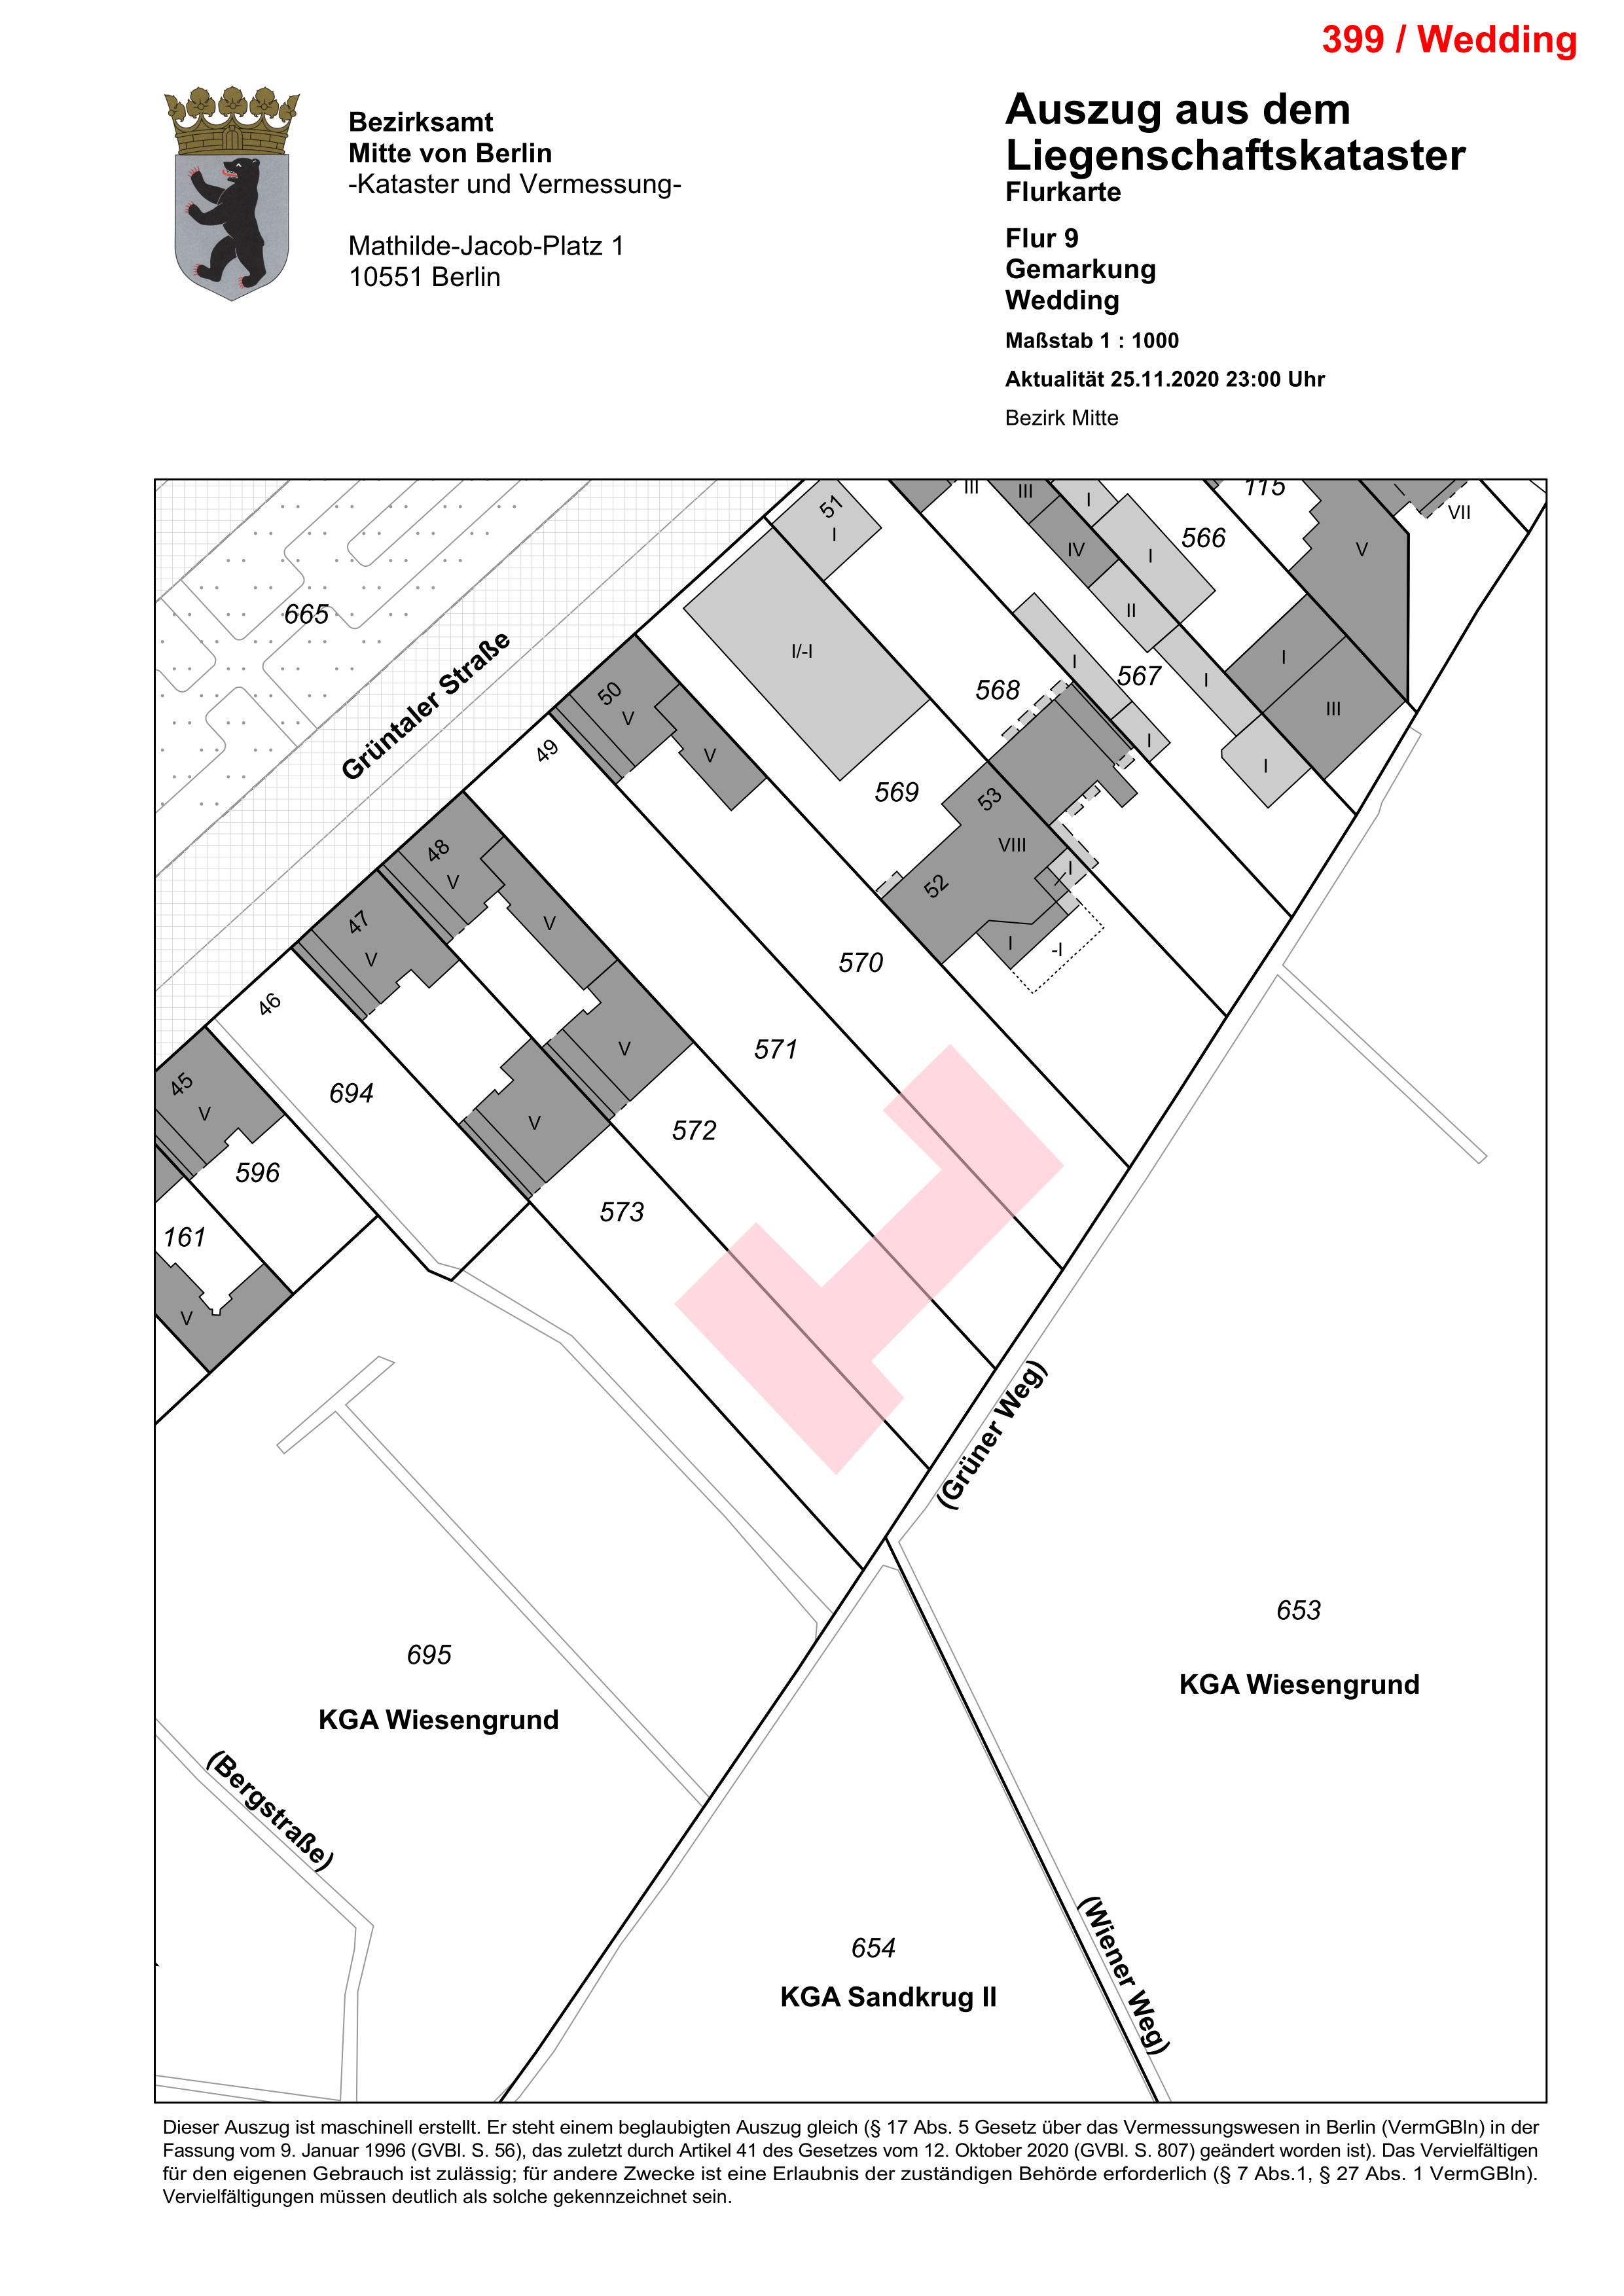 399 / Wedding
Bezirksamt
Mitte von Berlin
-Kataster und Vermessung-
Mathilde-Jacob-Platz 1
10551 Berlin
Auszug aus dem
Liegenschaftskataster
Flurkarte
Flur 9
Gemarkung
Wedding
Maßstab 1 : 1000
Aktualität 25.11.2020 23:00 Uhr
Bezirk Mitte
51
I
III
III
I
115
VII
IV
I
566
V
II
665
I/-I
Grüntaler Straße
I
567
I
I
568
50
V
III
49
V
I
I
569
53
48
V
VIII
I
52
47
V
V
I
-I
570
46
V
571
45
V
694
V
572
596
573
161
V
(Grüner Weg)
653
695
KGA Wiesengrund
KGA Wiesengrund
(Bergstraße)
654
KGA Sandkrug II
(Wiener Weg)
Dieser Auszug ist maschinell erstellt. Er steht einem beglaubigten Auszug gleich (§ 17 Abs. 5 Gesetz über das Vermessungswesen in Berlin (VermGBln) in der
Fassung vom 9. Januar 1996 (GVBl. S. 56), das zuletzt durch Artikel 41 des Gesetzes vom 12. Oktober 2020 (GVBl. S. 807) geändert worden ist). Das Vervielfältigen
für den eigenen Gebrauch ist zulässig; für andere Zwecke ist eine Erlaubnis der zuständigen Behörde erforderlich (§ 7 Abs.1, § 27 Abs. 1 VermGBln).
Vervielfältigungen müssen deutlich als solche gekennzeichnet sein.